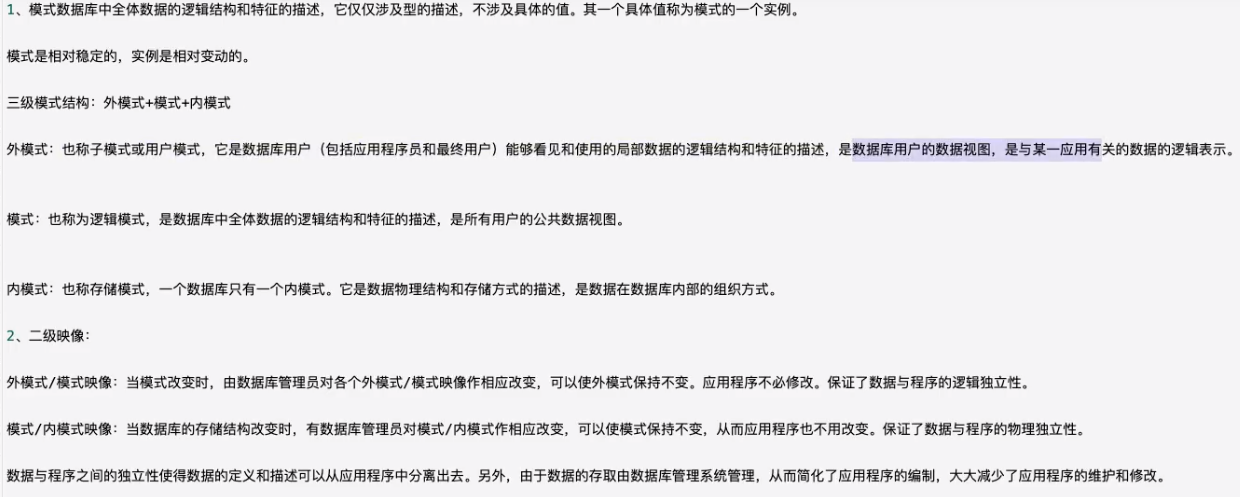 1、模式数据库中全体数据的逻辑结构和特征的描述，它仅仅涉及型的描述，不涉及具体的值。其一个具体值称为模式的一个实例。
模式是相对稳定的，实例是相对变动的。
三级模式结构：外模式+模式+内模式
外模式：也称子模式或用户模式，它是数据库用户（包括应用程序员和最终用户）能够看见和使用的局部数据的逻辑结构和特征的描述，是数据库用户的数据视图，是与某一应用有关的数据的逻辑表示。
模式：也称为逻辑模式，是数据库中全体数据的逻辑结构和特征的描述，是所有用户的公共数据视图。
内模式：也称存储模式，一个数据库只有一个内模式。它是数据物理结构和存储方式的描述，是数据在数据库内部的组织方式。
2、二级映像：
外模式/模式映像：当模式改变时，由数据库管理员对各个外模式/模式映像作相应改变，可以使外模式保持不变。应用程序不必修改。保证了数据与程序的逻辑独立性。
模式/内模式映像：当数据库的存储结构改变时，有数据库管理员对模式/内模式作相应改变，可以使模式保持不变，从而应用程序也不用改变。保证了数据与程序的物理独立性。
数据与程序之间的独立性使得数据的定义和描述可以从应用程序中分离出去。另外，由于数据的存取由数据库管理系统管理，从而简化了应用程序的编制，大大减少了应用程序的维护和修改。